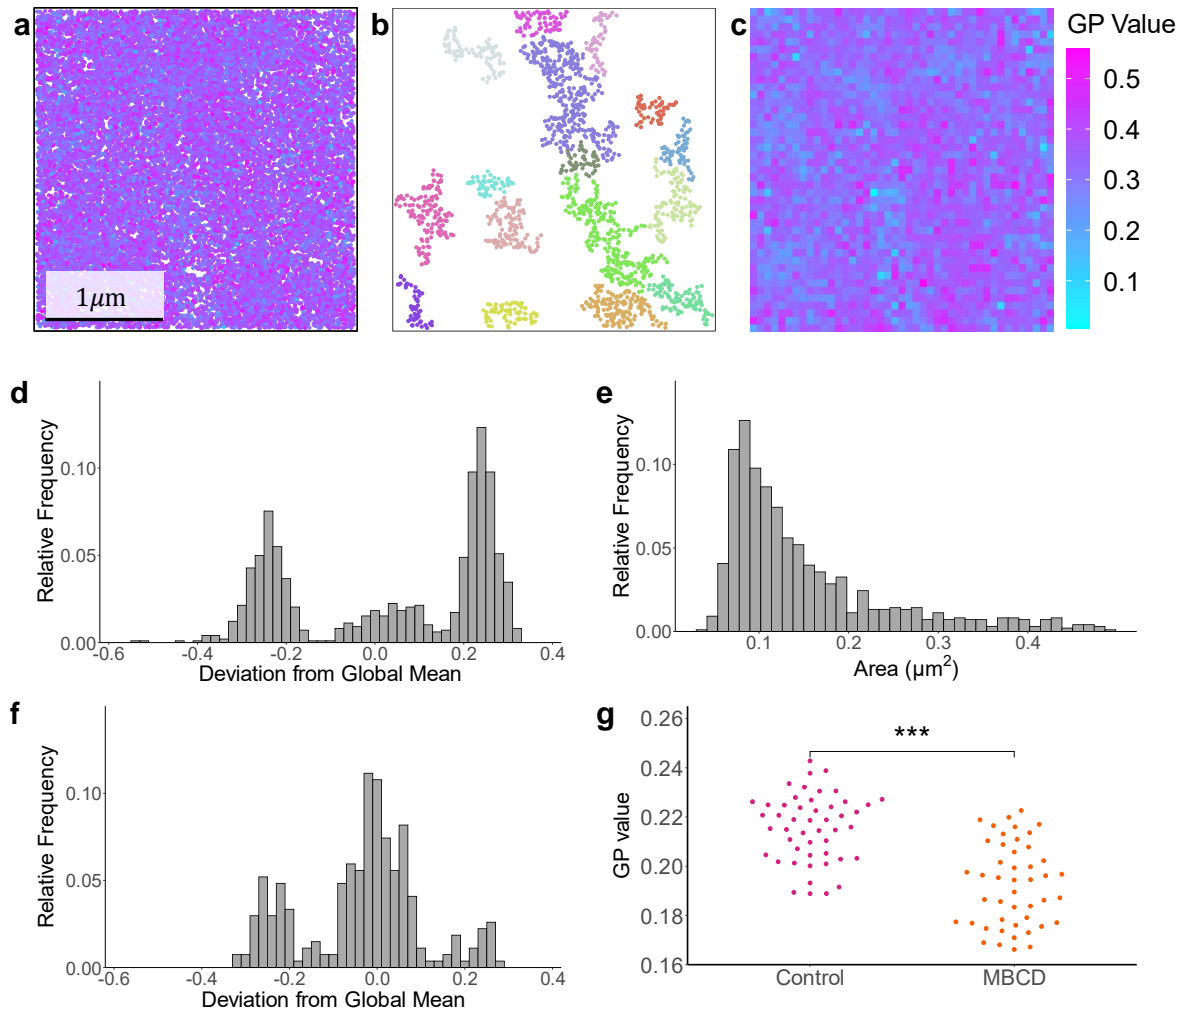 a
b
c
GP Value
0.5
0.4
0.3
0.2
0.1
1μm
d
Relative Frequency
0.10
0.05
0.00
-0.6
-0.4
-0.2
0.0
0.2
0.4
Deviation from Global Mean
e
Relative Frequency
0.10
0.05
0.00
0.1
0.2
0.3
0.4
Area (μm²)
f
Relative Frequency
0.10
0.05
0.00
-0.6
-0.4
-0.2
0.0
0.2
0.4
Deviation from Global Mean
g
GP value
0.26
0.24
0.22
0.20
0.18
0.16
***
Control
MBCD